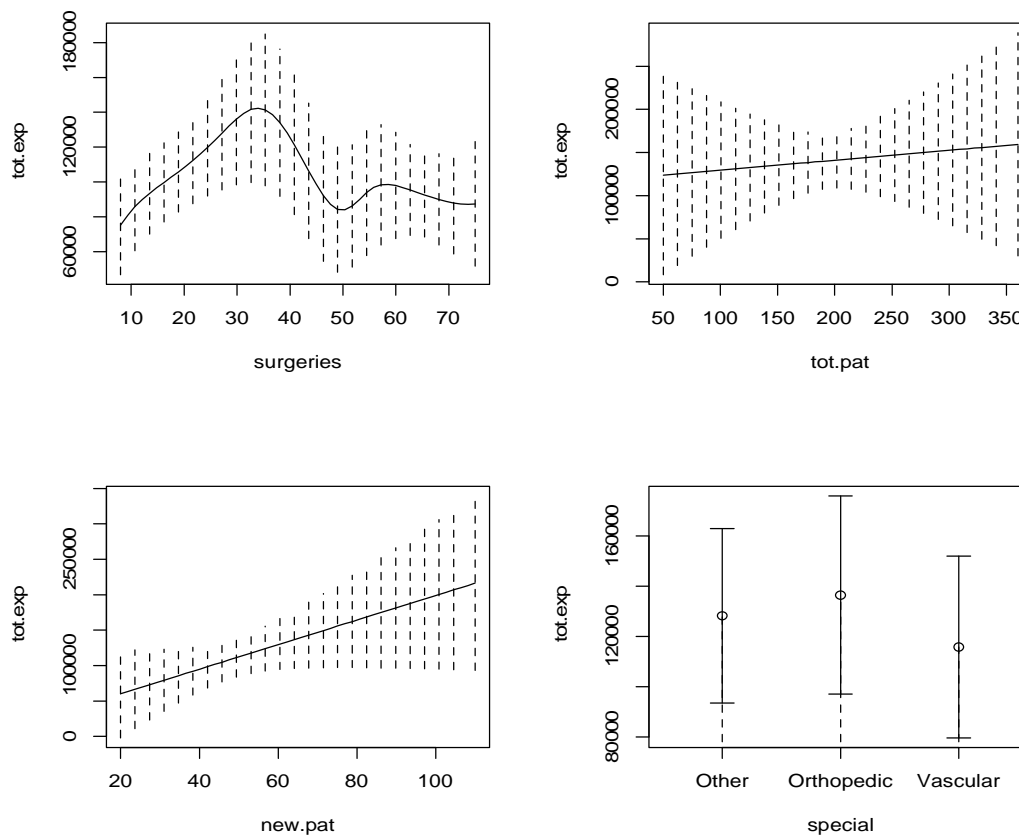 tot.exp
180000
120000
60000
10 20 30 40 50 60 70
surgeries
tot.exp
200000
100000
0
50 100 150 200 250 300 350
tot.pat
tot.exp
250000
100000
0
20 40 60 80 100
new.pat
tot.exp
160000
120000
80000
Other Orthopedic Vascular
special